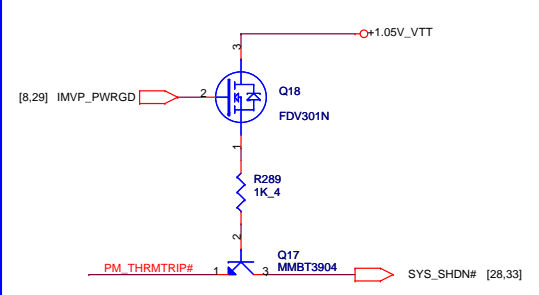 +1.05V_VTT
3
[8,29] IMVP_PWRGD
2
Q18
FDV301N
1
R289
1K_4
2
Q17
MMBT3904
PM_THRMTRIP#
1
3
SYS_SHDN# [28,33]